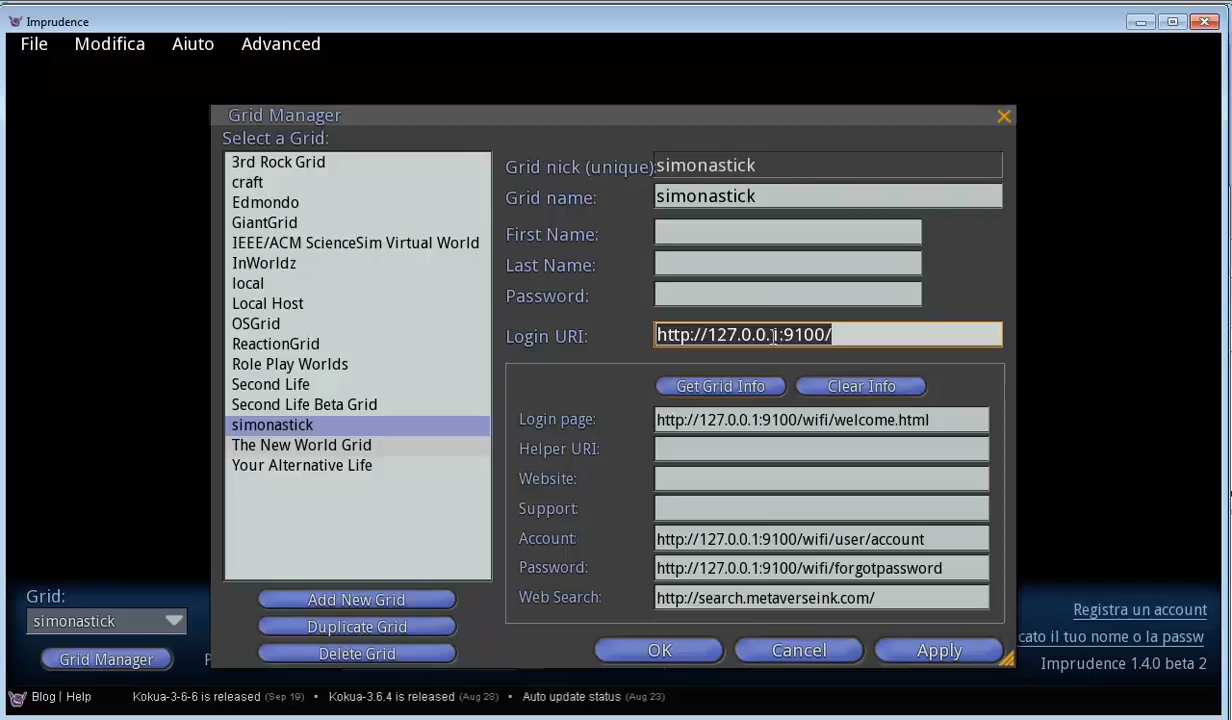 Imprudence
File Modifica Aiuto Advanced
Grid Manager
Select a Grid:
3rd Rock Grid
craft
Edmondo
GiantGrid
IEEE/ACM ScienceSim Virtual World
InWorldz
local
Local Host
OSGrid
ReactionGrid
Role Play Worlds
Second Life
Second Life Beta Grid
simonastick
The New World Grid
Your Alternative Life
Add New Grid
Duplicate Grid
Delete Grid
Grid nick (unique): simonastick
Grid name: simonastick
First Name:
Last Name:
Password:
Login URI: http://127.0.0.1:9100/
Get Grid Info Clear Info
Login page: http://127.0.0.1:9100/wifi/welcome.html
Helper URI:
Website:
Support:
Account: http://127.0.0.1:9100/wifi/user/account
Password: http://127.0.0.1:9100/wifi/forgotpassword
Web Search: http://search.metaverseink.com/
OK Cancel Apply
Grid:
simonastick
Grid Manager P
Registra un account
cato il tuo nome o la passw
Imprudence 1.4.0 beta 2
Blog | Help Kokua-3-6-6 is released (Sep 19) • Kokua-3.6.4 is released (Aug 28) • Auto update status (Aug 23)